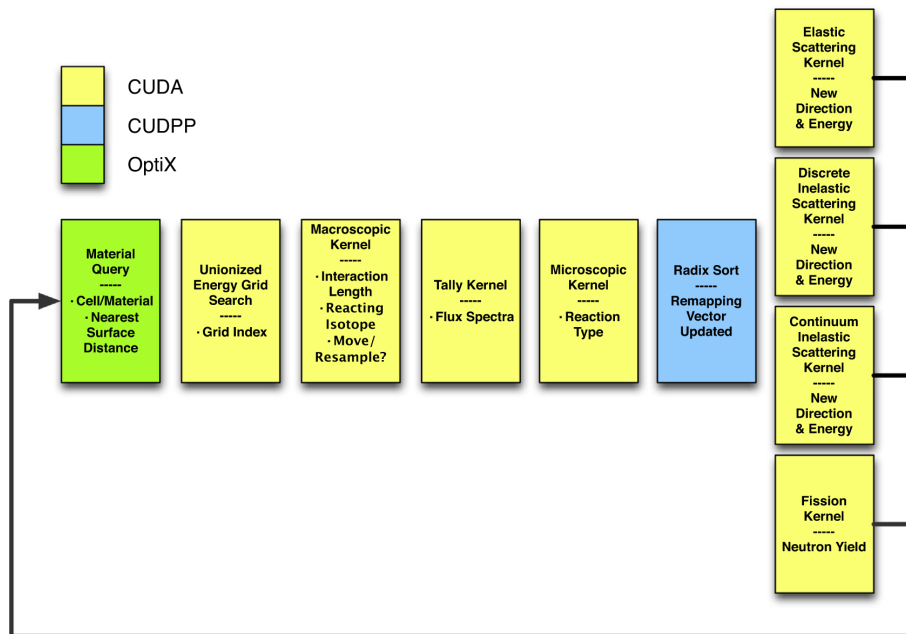 CUDA
CUDPP
OptiX
Material
Query
-----
· Cell/Material
· Nearest
Surface
Distance
Unionized
Energy Grid
Search
-----
· Grid Index
Macroscopic
Kernel
-----
· Interaction
Length
· Reacting
Isotope
· Move/
Resample?
Tally Kernel
-----
· Flux Spectra
Microscopic
Kernel
-----
· Reaction
Type
Radix Sort
-----
Remapping
Vector
Updated
Elastic
Scattering
Kernel
-----
New
Direction
& Energy
Discrete
Inelastic
Scattering
Kernel
-----
New
Direction
& Energy
Continuum
Inelastic
Scattering
Kernel
-----
New
Direction
& Energy
Fission
Kernel
-----
Neutron Yield